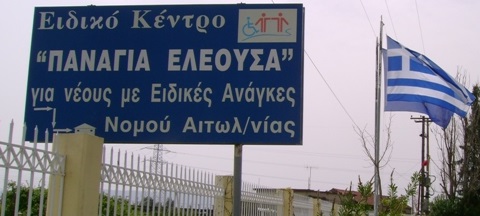 Ειδικό Κέντρο
“ΠΑΝΑΓΙΑ ΕΛΕΟΥΣΑ”
για νέους με Ειδικές Ανάγκες
Νομού Αιτωλ/νίας